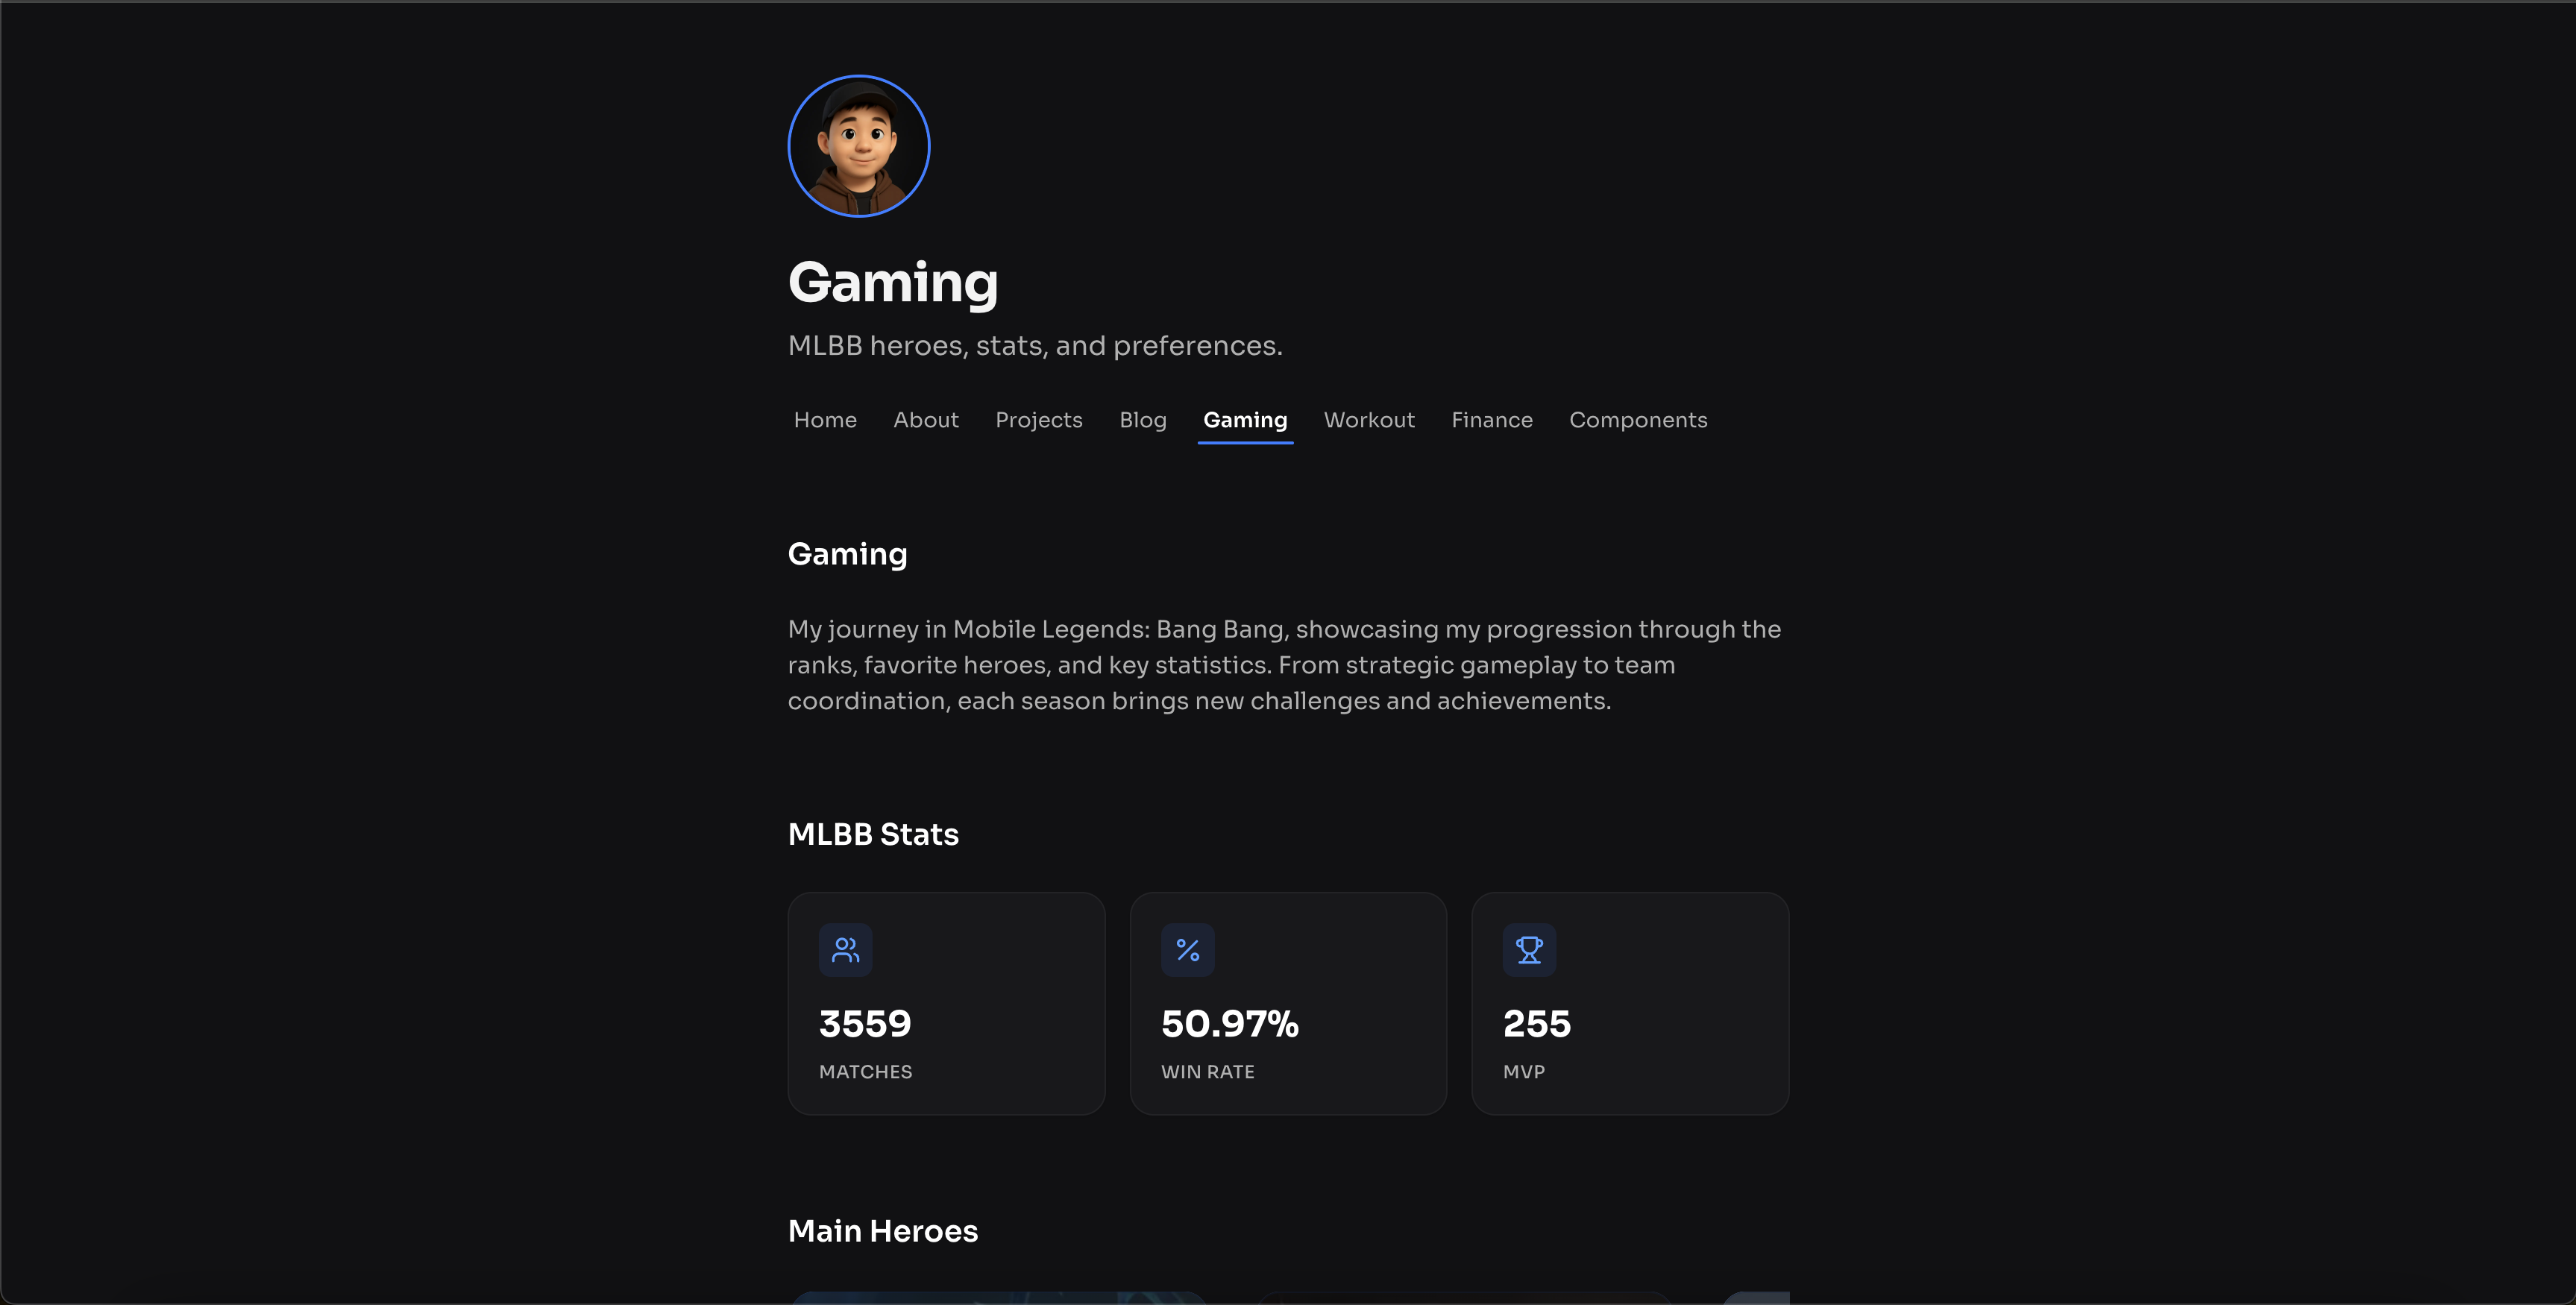 Gaming
MLBB heroes, stats, and preferences.
Home About Projects Blog Gaming Workout Finance Components
Gaming
My journey in Mobile Legends: Bang Bang, showcasing my progression through the
ranks, favorite heroes, and key statistics. From strategic gameplay to team
coordination, each season brings new challenges and achievements.
MLBB Stats
3559
MATCHES
50.97%
WIN RATE
255
MVP
Main Heroes